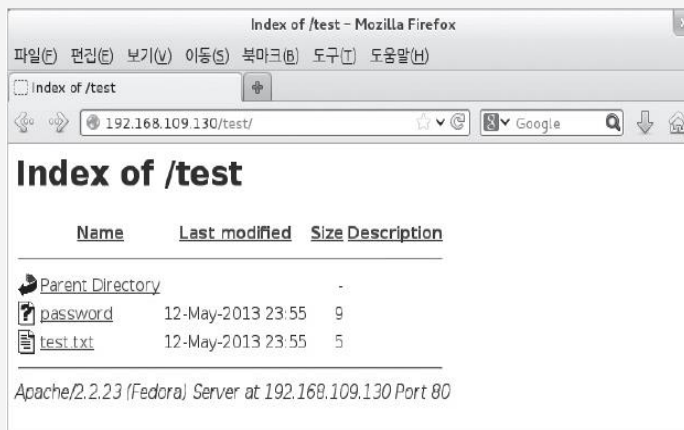 Index of /test – Mozilla Firefox
파일(F) 편집(E) 보기(V) 이동(S) 북마크(B) 도구(T) 도움말(H)
Index of /test
192.168.109.130/test/ Google
Index of /test
Name Last modified Size Description
Parent Directory -
password 12-May-2013 23:55 9
test.txt 12-May-2013 23:55 5
Apache/2.2.23 (Fedora) Server at 192.168.109.130 Port 80